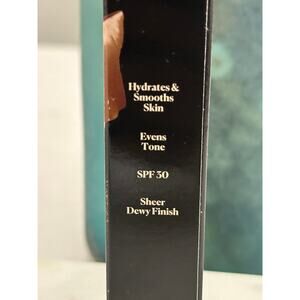 Hydrates &
Smooths
Skin
Evens
Tone
SPF 30
Sheer
Dewy Finish